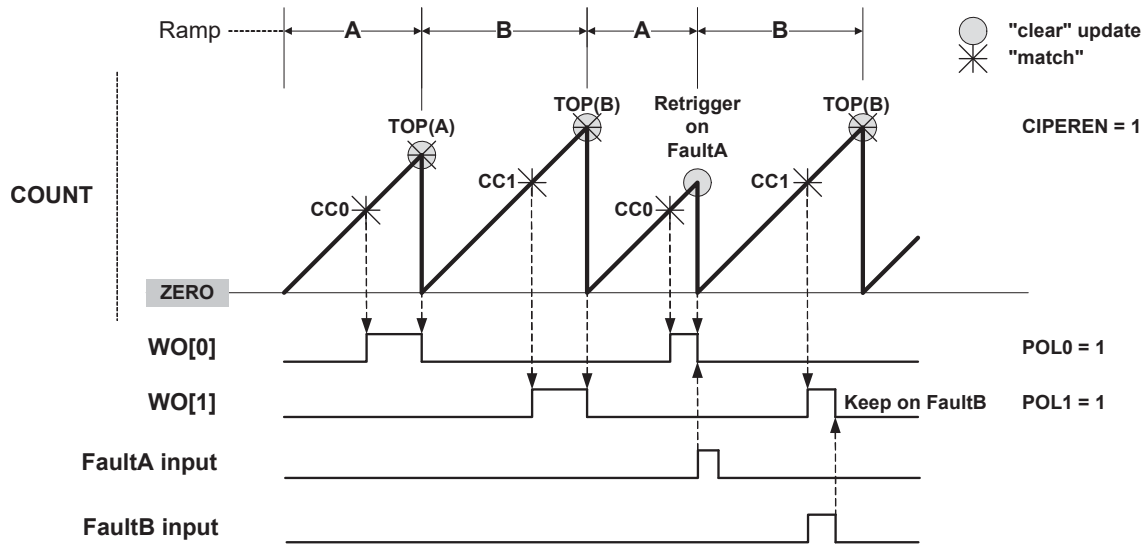 Ramp A B A B
"clear" update
"match"
TOP(A) TOP(B) Retrigger on FaultA TOP(B) CIPEREN = 1
COUNT CC0 CC1 CC0 CC1
ZERO
WO[0] POL0 = 1
WO[1] Keep on FaultB POL1 = 1
FaultA input
FaultB input